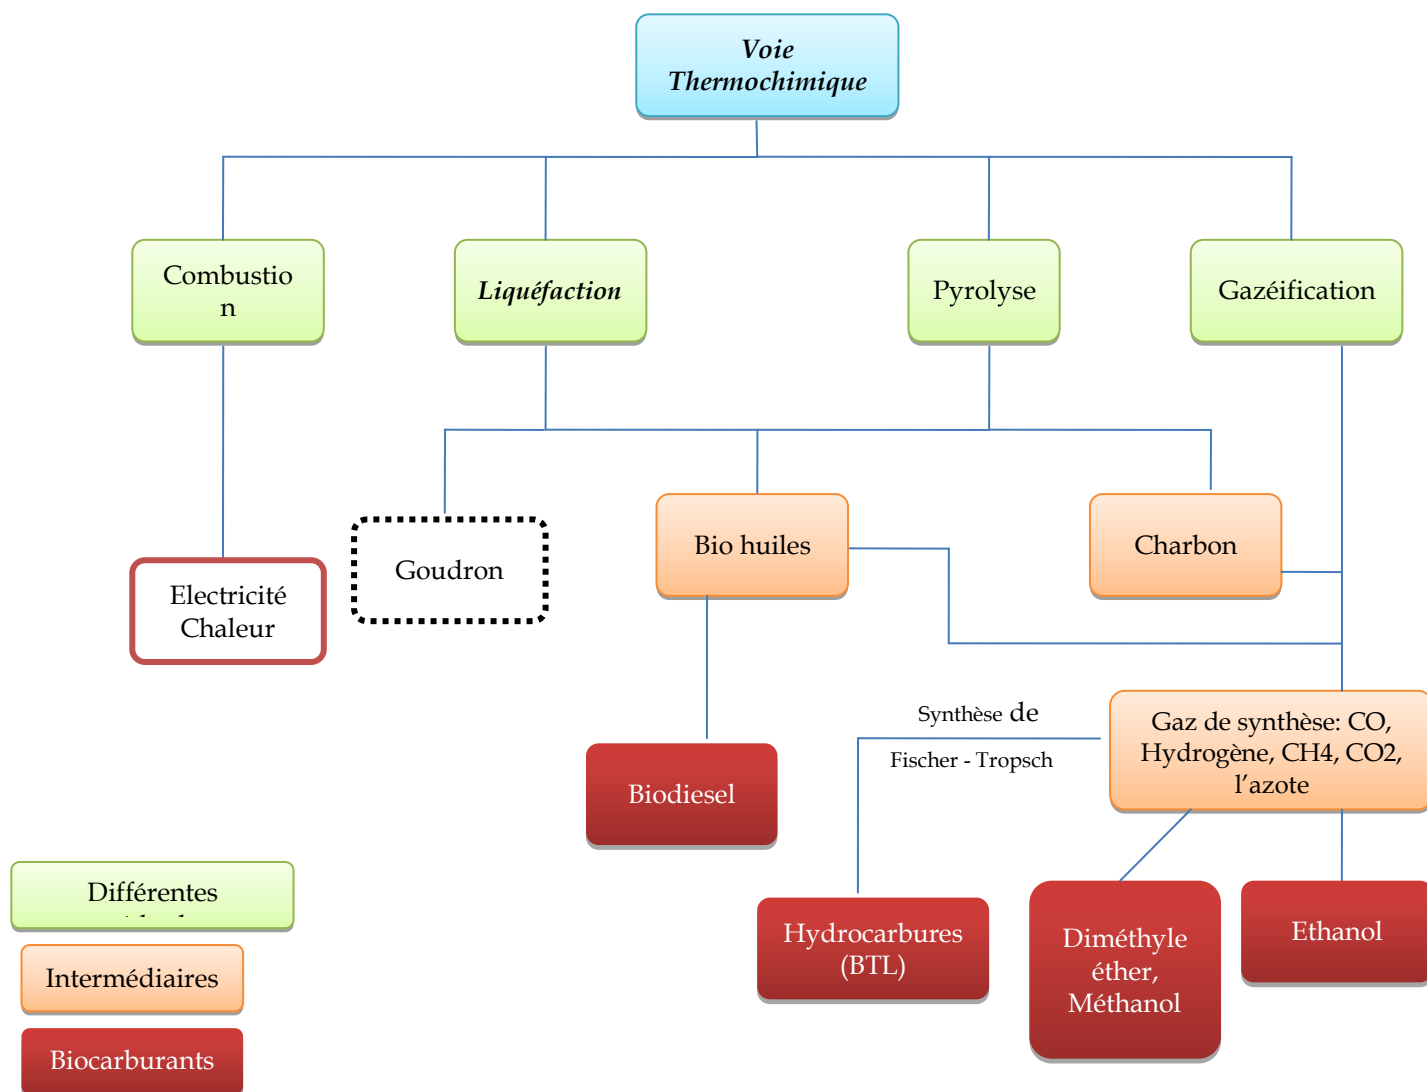 Voie
Thermochimique
Combustio
n
Liquéfaction
Pyrolyse
Gazéification
Electricité
Chaleur
Goudron
Bio huiles
Charbon
Synthèse de
Fischer - Tropsch
Gaz de synthèse: CO,
Hydrogène, CH4, CO2,
l’azote
Biodiesel
Hydrocarbures
(BTL)
Diméthyle
éther,
Méthanol
Ethanol
Différentes
Intermédiaires
Biocarburants